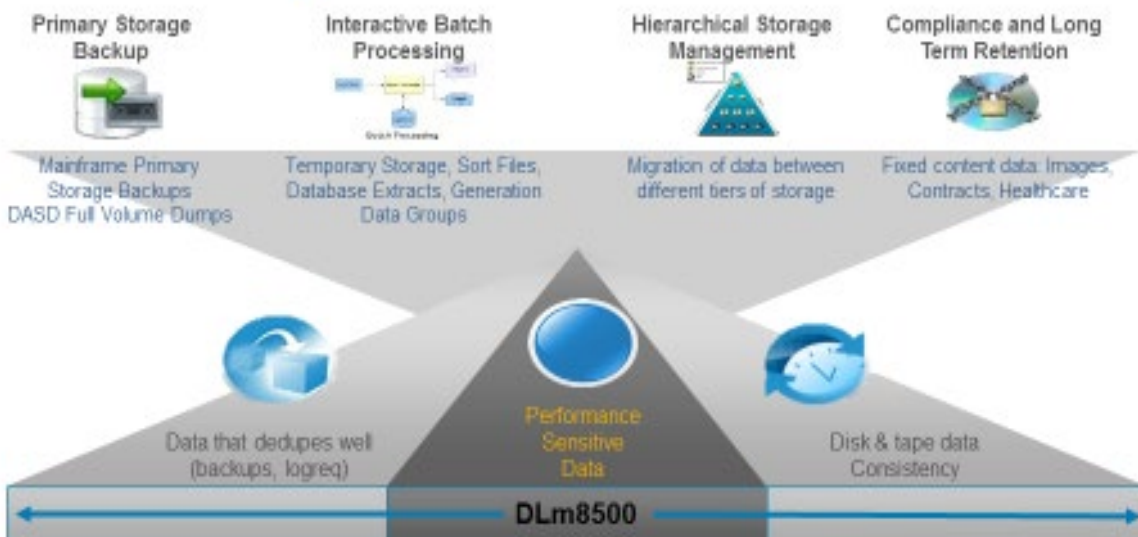 Primary Storage
Backup
Interactive Batch
Processing
Hierarchical Storage
Management
Compliance and Long
Term Retention
Batch Processing
Mainframe Primary
Storage Backups
DASD Full Volume Dumps
Temporary Storage, Sort Files,
Database Extracts, Generation
Data Groups
Migration of data between
different tiers of storage
Fixed content data: Images,
Contracts, Healthcare
Data that dedupes well
(backups, logreq)
Performance
Sensitive
Data
Disk & tape data
Consistency
DLm8500